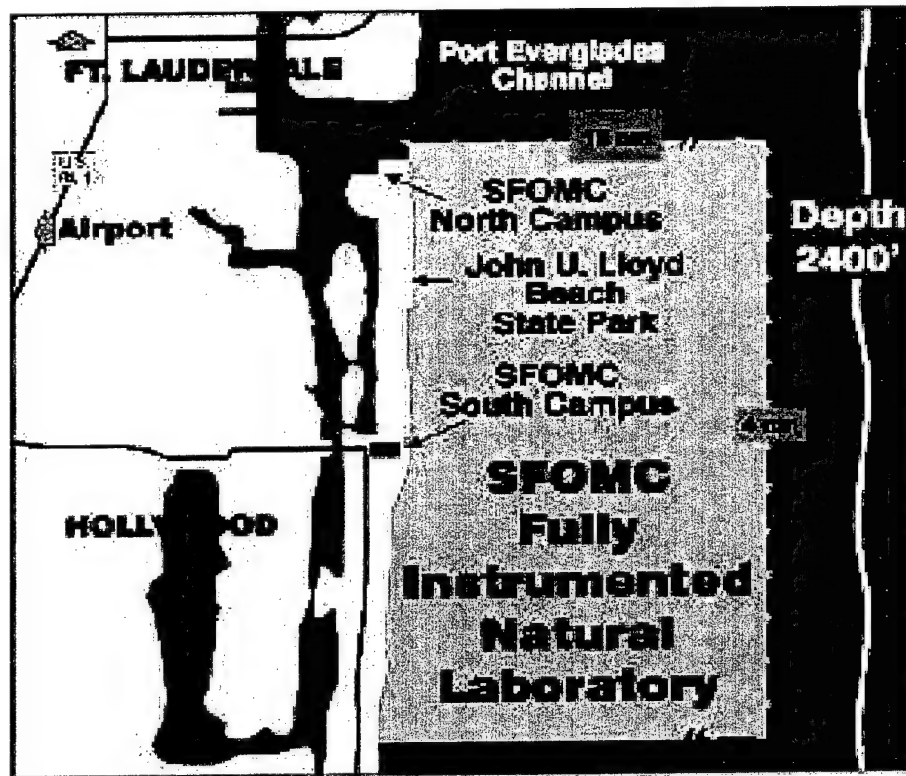 Port Everglades
Channel
FT. LAUDERDALE
U.S.
1
SFOMC
North Campus
Airport
Depth
2400'
John U. Lloyd
Beach
State Park
SFOMC
South Campus
SFOMC
Fully
Instrumented
Natural
Laboratory
HOLLYWOOD